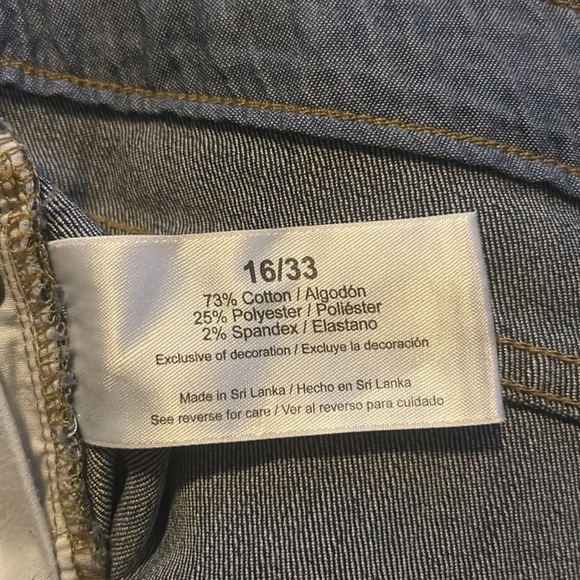 16/33
73% Cotton / Algodón
25% Polyester / Poliéster
2% Spandex / Elastano
Exclusive of decoration / Excluye la decoración
Made in Sri Lanka / Hecho en Sri Lanka
See reverse for care / Ver al reverso para cuidado